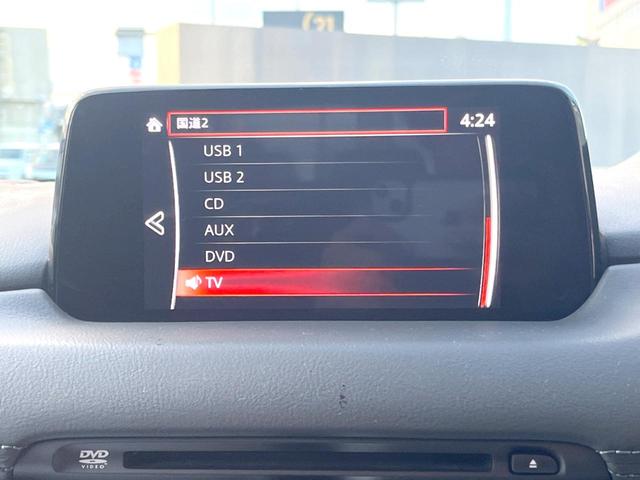 国道2
4:24
USB 1
USB 2
CD
AUX
DVD
TV
DVD
VIDEO